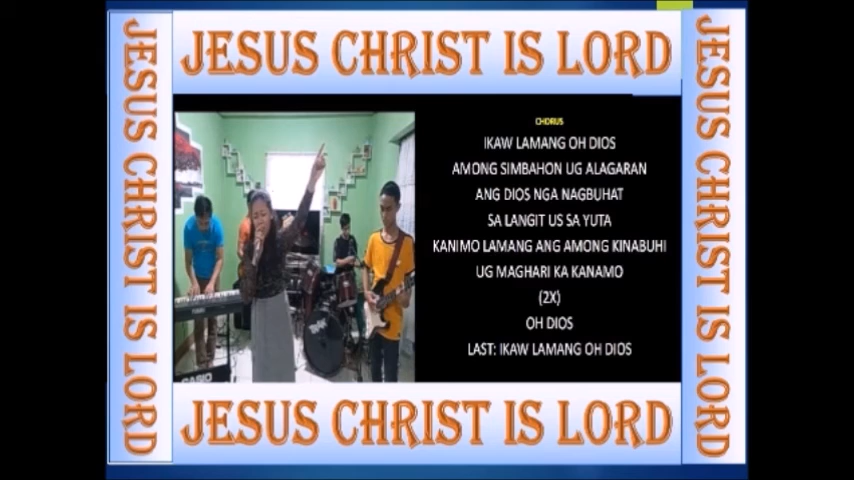 JESUS CHRIST IS LORD
JESUS CHRIST IS LORD
JESUS CHRIST IS LORD
CHORUS
IKAW LAMANG OH DIOS
AMONG SIMBAHON UG ALAGARAN
ANG DIOS NGA NAGBUHAT
SA LANGIT US SA YUTA
KANIMO LAMANG ANG AMONG KINABUHI
UG MAGHARI KA KANAMO
(2X)
OH DIOS
LAST: IKAW LAMANG OH DIOS
CASIO
JESUS CHRIST IS LORD